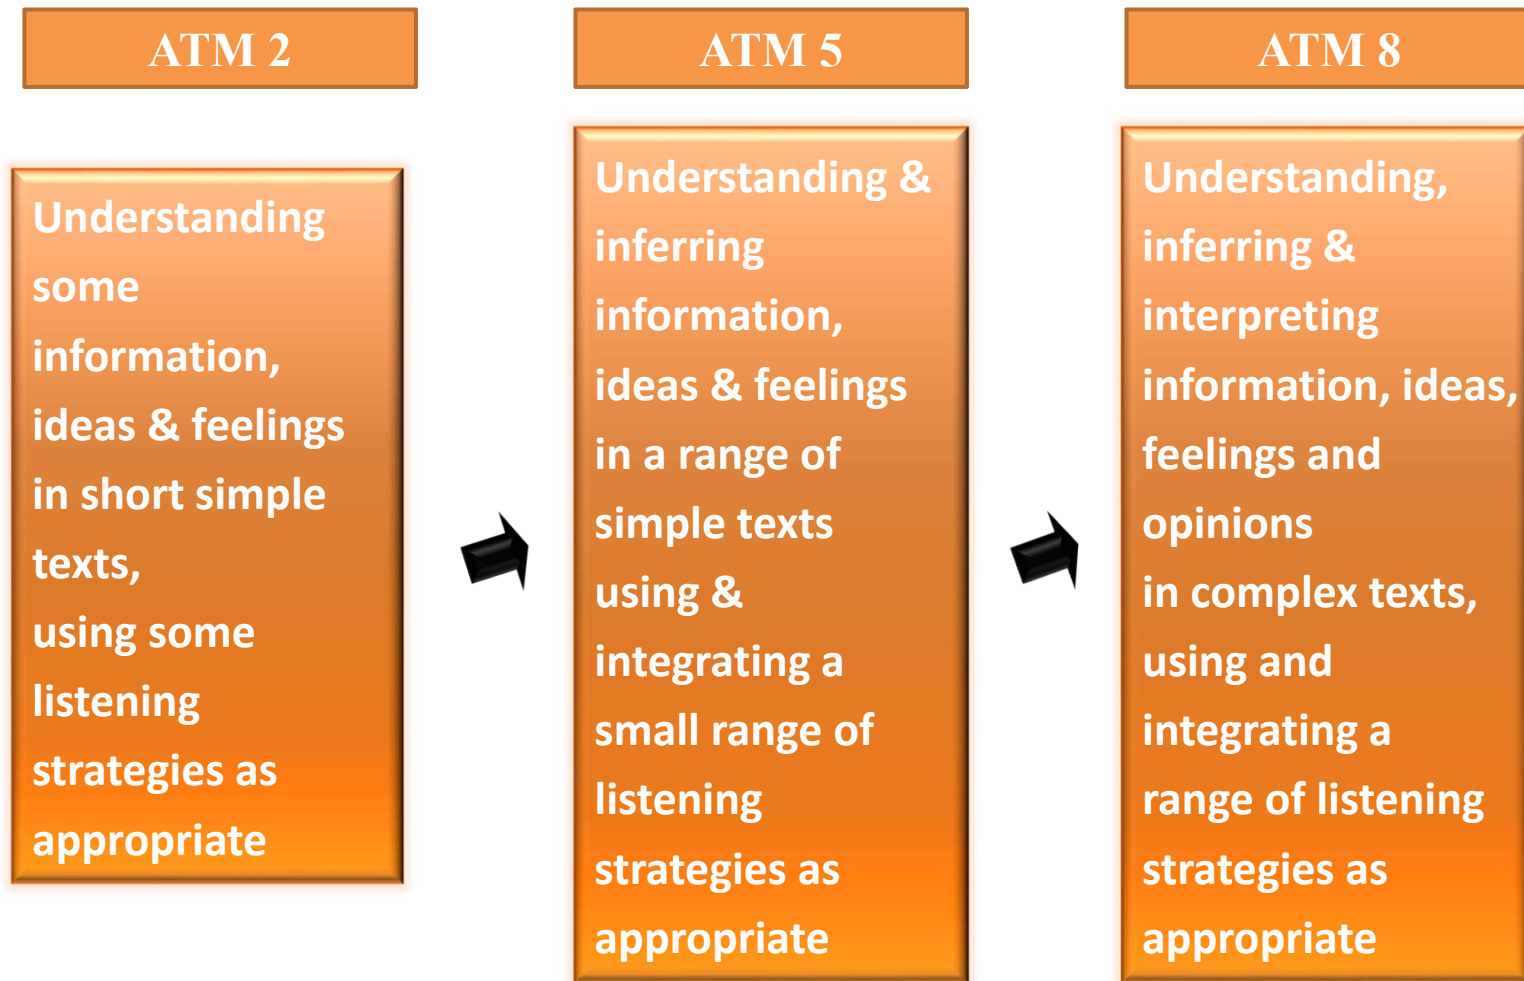 ATM 2
ATM 5
ATM 8
Understanding
some
information,
ideas & feelings
in short simple
texts,
using some
listening
strategies as
appropriate
Understanding &
inferring
information,
ideas & feelings
in a range of
simple texts
using &
integrating a
small range of
listening
strategies as
appropriate
Understanding,
inferring &
interpreting
information, ideas,
feelings and
opinions
in complex texts,
using and
integrating a
range of listening
strategies as
appropriate